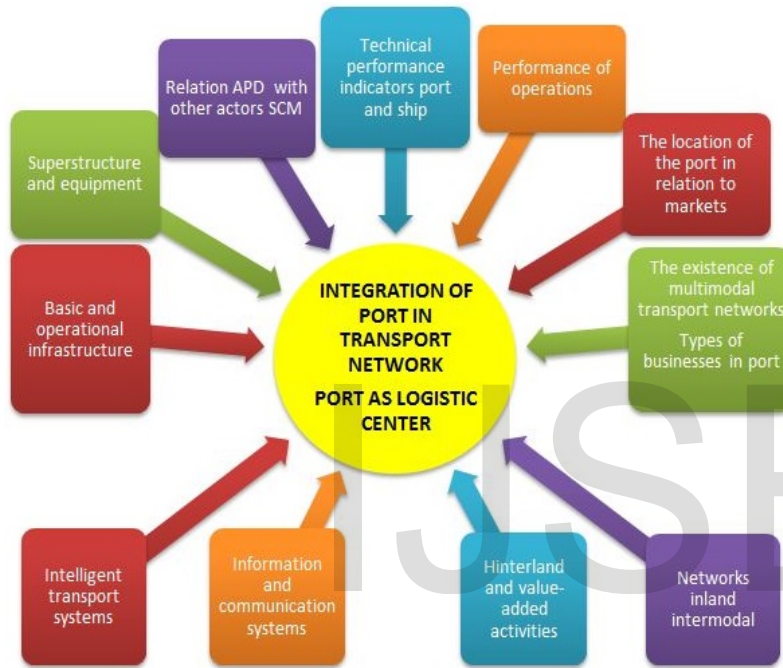 Technical
performance
indicators port
and ship
Performance of
operations
Relation APD with
other actors SCM
The location of
the port in
relation to
markets
Superstructure
and equipment
The existence of
multimodal
transport networks
Types of
businesses in port
Basic and
operational
infrastructure
INTEGRATION OF
PORT IN
TRANSPORT
NETWORK
PORT AS LOGISTIC
CENTER
Intelligent
transport
systems
Information
and
communication
systems
Hinterland
and value-
added
activities
Networks
inland
intermodal
IJSE